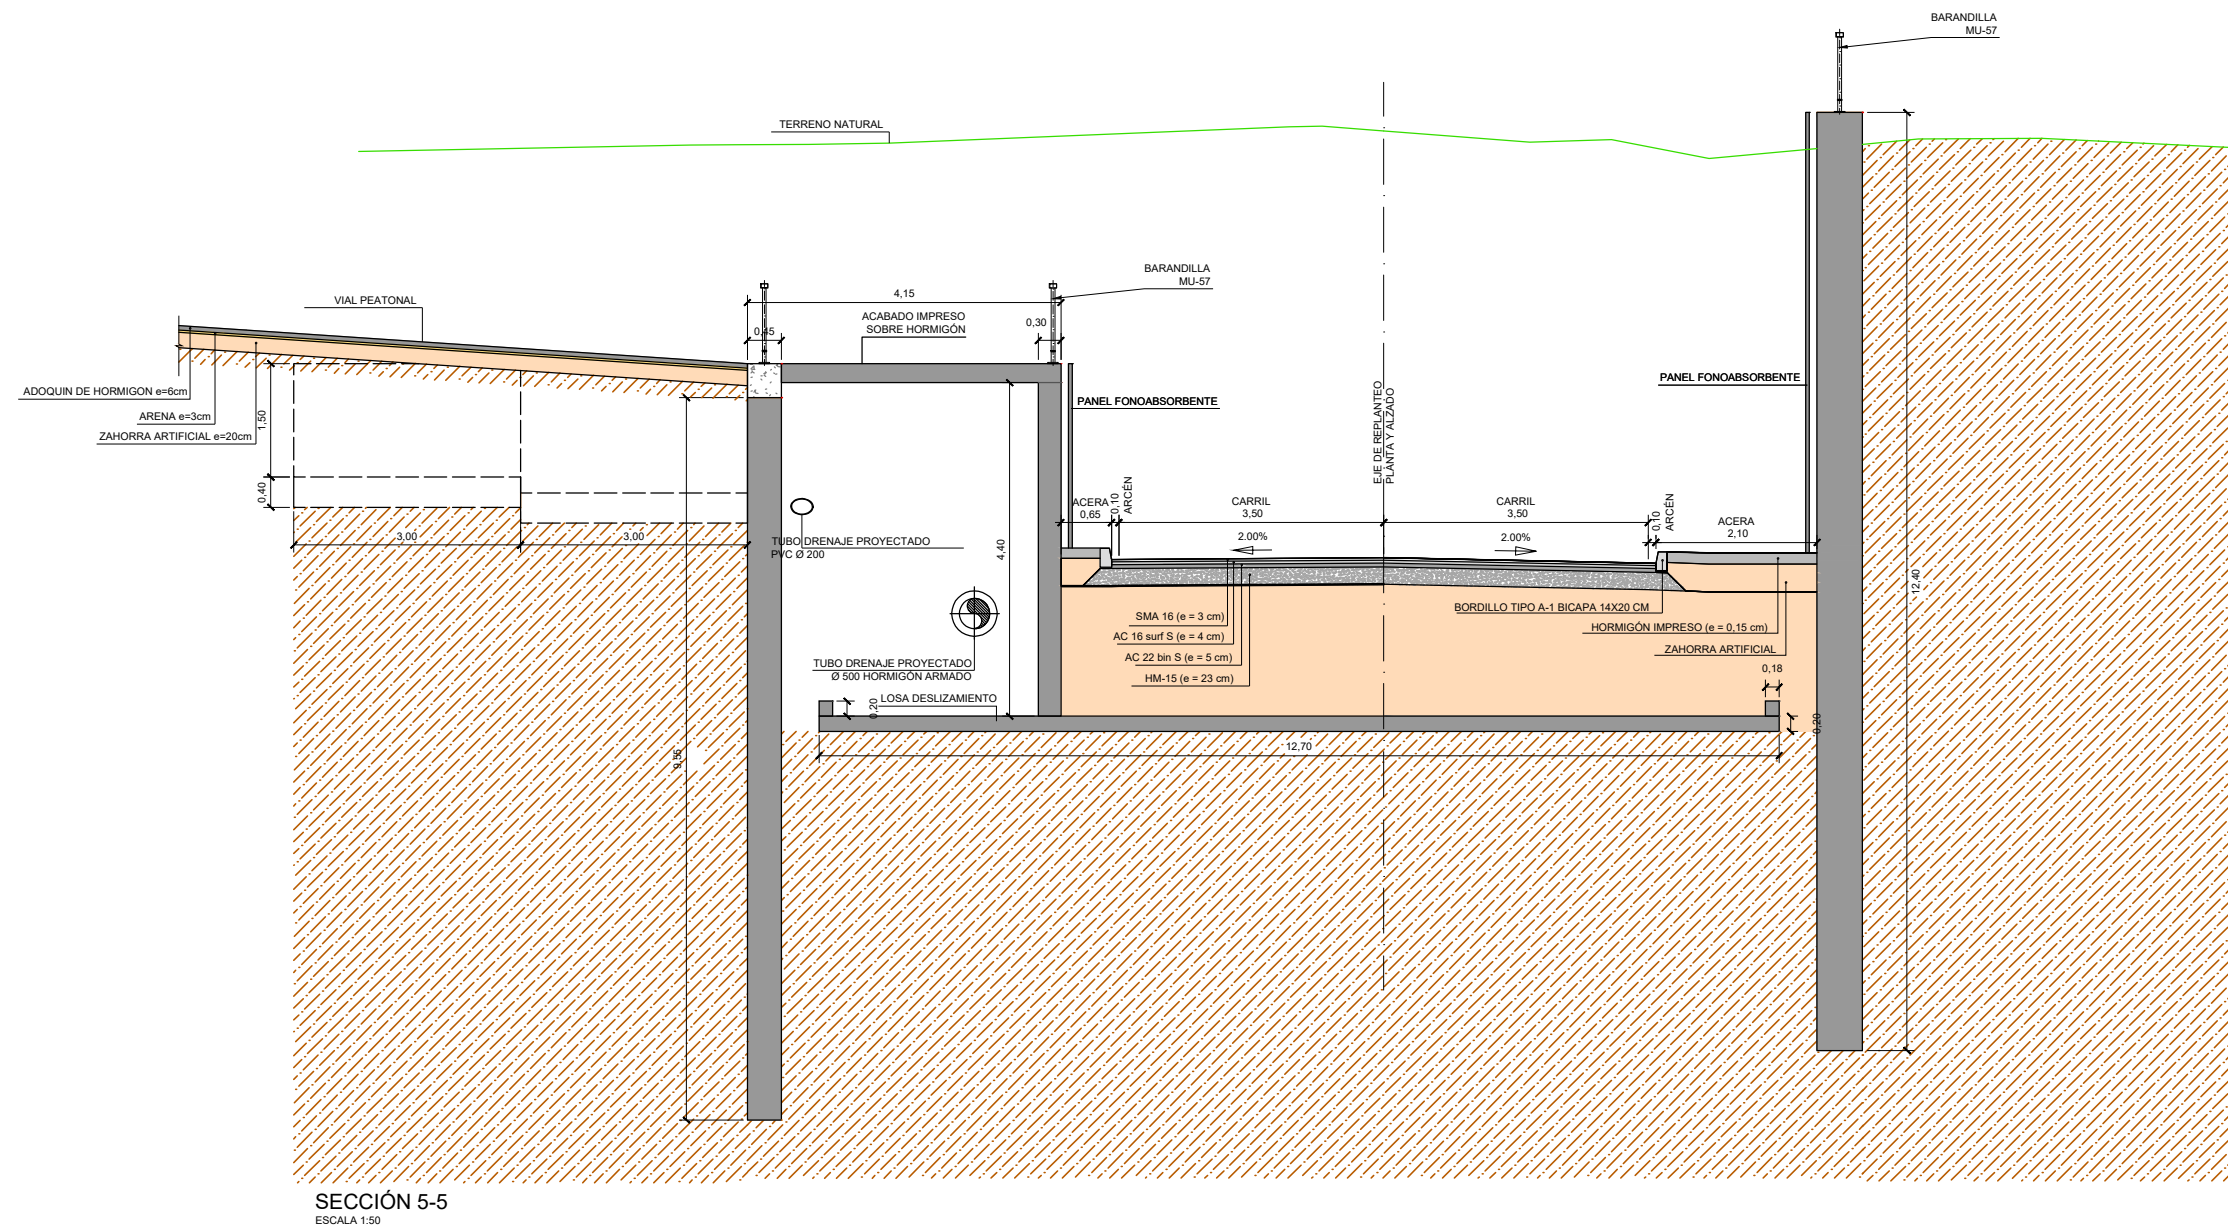 BARANDILLA
MU-57
TERRENO NATURAL
BARANDILLA
MU-57
4,15
VIAL PEATONAL
ACABADO IMPRESO
SOBRE HORMIGÓN
0,45
0,30
ADOQUIN DE HORMIGON e=6cm
ARENA e=3cm
ZAHORRA ARTIFICIAL e=20cm
1,50
0,40
3,00
3,00
PANEL FONOABSORBENTE
PANEL FONOABSORBENTE
EJE DE REPLANTEO
PLANTA Y ALZADO
ACERA
0,65
0,10
ARCÉN
CARRIL
3,50
CARRIL
3,50
0,10
ARCÉN
ACERA
2,10
2.00%
2.00%
TUBO DRENAJE PROYECTADO
PVC Ø 200
4,40
12,40
SMA 16 (e = 3 cm)
AC 16 surf S (e = 4 cm)
AC 22 bin S (e = 5 cm)
HM-15 (e = 23 cm)
BORDILLO TIPO A-1 BICAPA 14X20 CM
HORMIGÓN IMPRESO (e = 0,15 cm)
ZAHORRA ARTIFICIAL
TUBO DRENAJE PROYECTADO
Ø 500 HORMIGÓN ARMADO
0,18
LOSA DESLIZAMIENTO
0,20
0,20
12,70
9,55
SECCIÓN 5-5
ESCALA 1:50